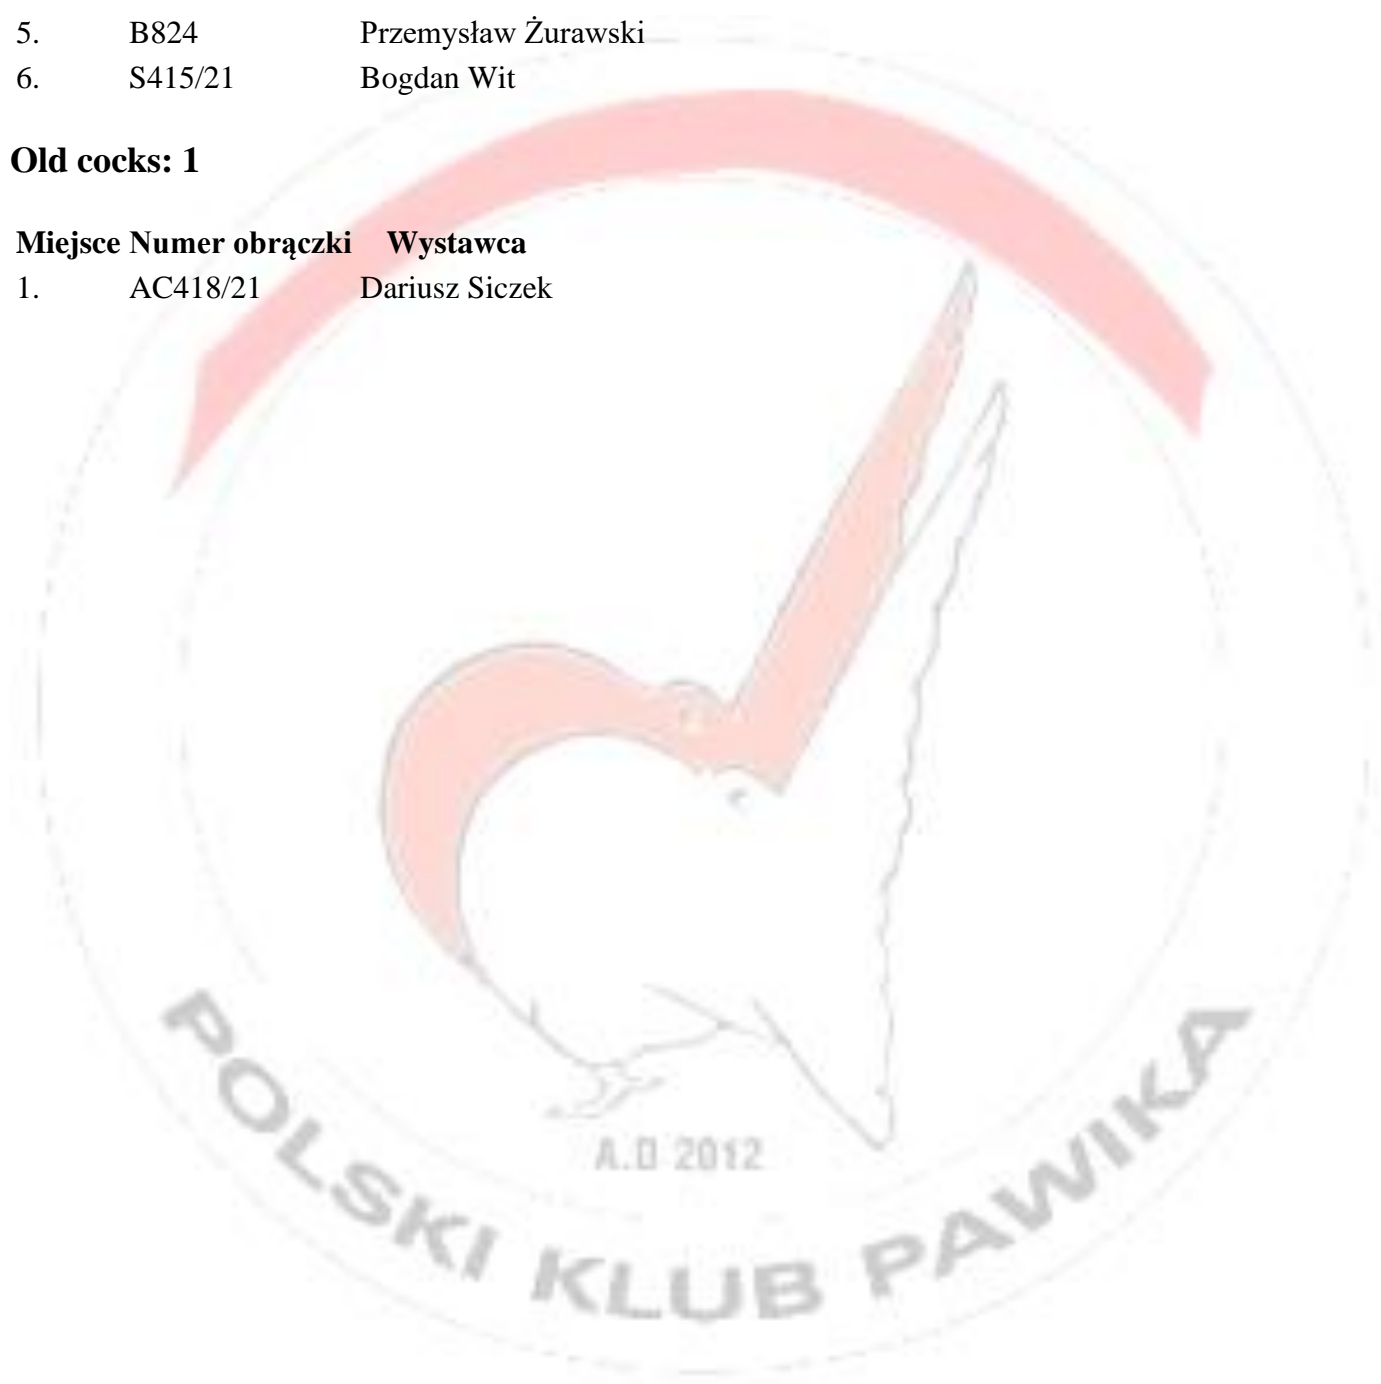 5. B824 Przemysław Żurawski
6. S415/21 Bogdan Wit
Old cocks: 1
Miejsce Numer obrączki Wystawca
1. AC418/21 Dariusz Siczek
A.D 2012
POLSKI KLUB PAWIKA